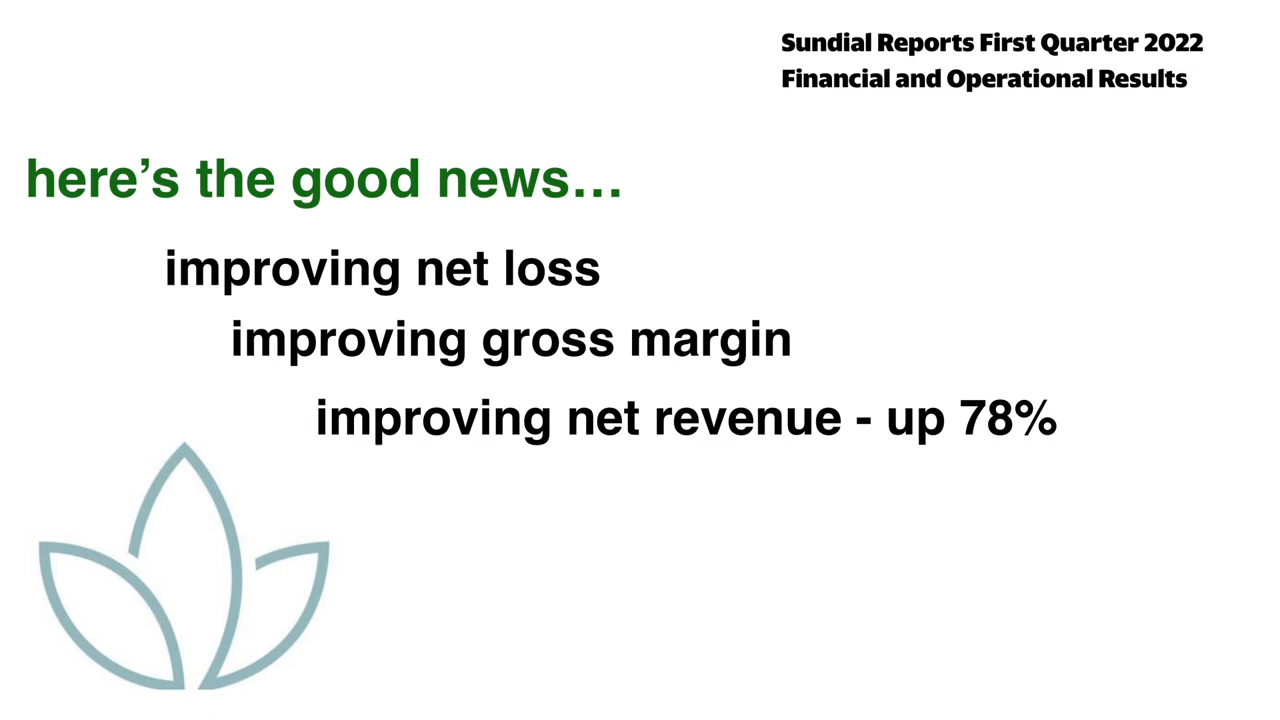 Sundial Reports First Quarter 2022
Financial and Operational Results
here’s the good news…
improving net loss
improving gross margin
improving net revenue - up 78%